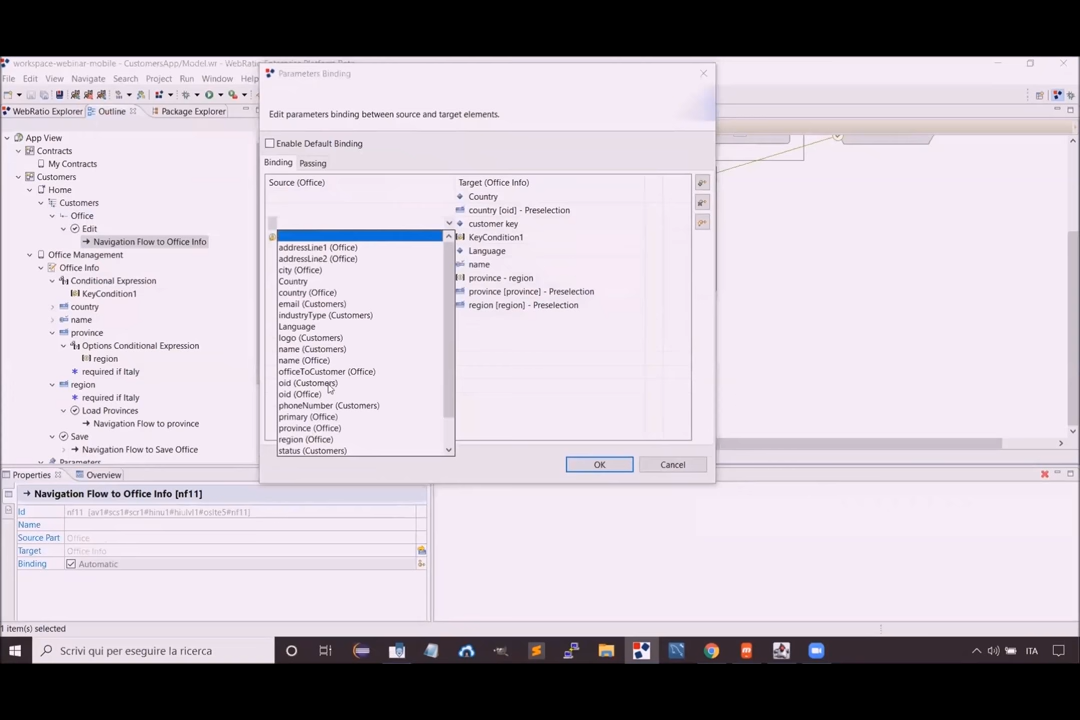 workspace-webinar-mobile - CustomersApp/Model.wr - WebRatio
File Edit View Navigate Search Project Run Window
WebRatio Explorer
Outline
Package Explorer
App View
Contracts
My Contracts
Customers
Home
Customers
Office
Edit
Navigation Flow to Office Info
Office Management
Office Info
Conditional Expression
KeyCondition1
country
name
province
Options Conditional Expression
region
required if Italy
region
required if Italy
Load Provinces
Navigation Flow to province
Save
Navigation Flow to Save Office
Parameters Binding
Edit parameters binding between source and target elements.
Enable Default Binding
Binding
Passing
Source (Office)
Target (Office Info)
Country
country [oid] - Preselection
customer key
KeyCondition1
Language
name
province - region
province [province] - Preselection
region [region] - Preselection
addressLine1 (Office)
addressLine2 (Office)
city (Office)
Country
country (Office)
email (Customers)
industryType (Customers)
Language
logo (Customers)
name (Customers)
name (Office)
officeToCustomer (Office)
oid (Customers)
oid (Office)
phoneNumber (Customers)
primary (Office)
province (Office)
region (Office)
status (Customers)
OK
Cancel
Properties
Overview
Navigation Flow to Office Info [nf11]
Id
Name
Source Part Office
Target Office Info
Binding Automatic
1 item(s) selected
Scrivi qui per eseguire la ricerca
ITA